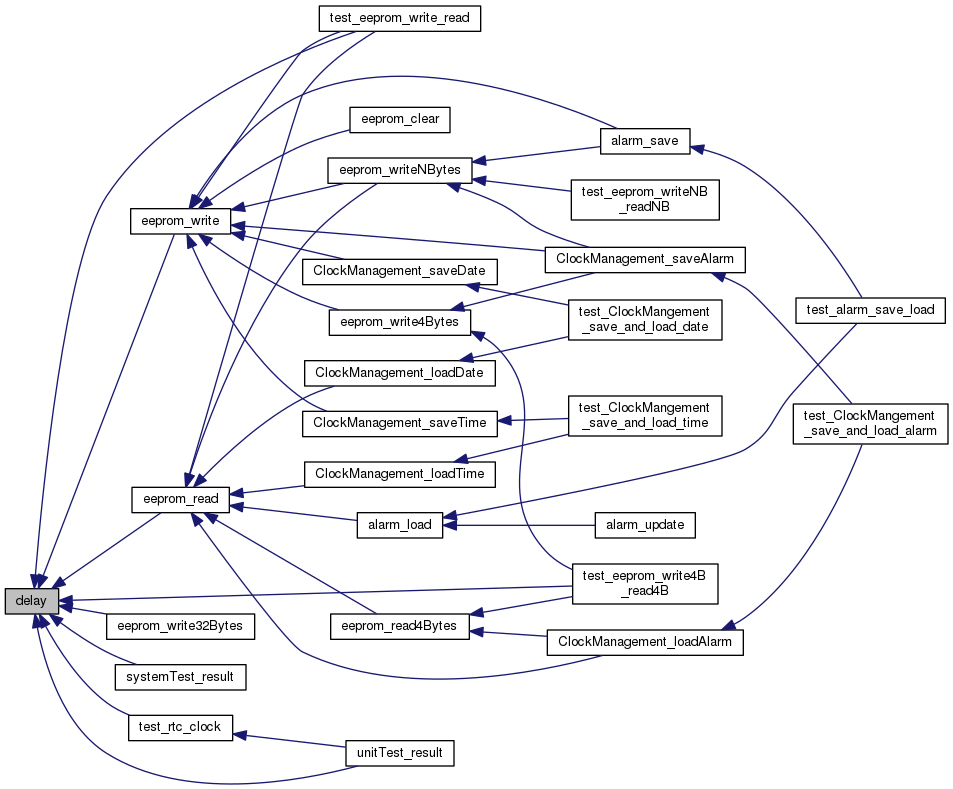 test_eeprom_write_read
eeprom_clear
alarm_save
eeprom_writeNBytes
test_eeprom_writeNB
_readNB
eeprom_write
ClockManagement_saveAlarm
ClockManagement_saveDate
test_ClockMangement
_save_and_load_date
test_alarm_save_load
eeprom_write4Bytes
ClockManagement_loadDate
test_ClockMangement
_save_and_load_time
test_ClockMangement
_save_and_load_alarm
ClockManagement_saveTime
ClockManagement_loadTime
eeprom_read
alarm_load
alarm_update
test_eeprom_write4B
_read4B
delay
eeprom_write32Bytes
eeprom_read4Bytes
ClockManagement_loadAlarm
systemTest_result
test_rtc_clock
unitTest_result